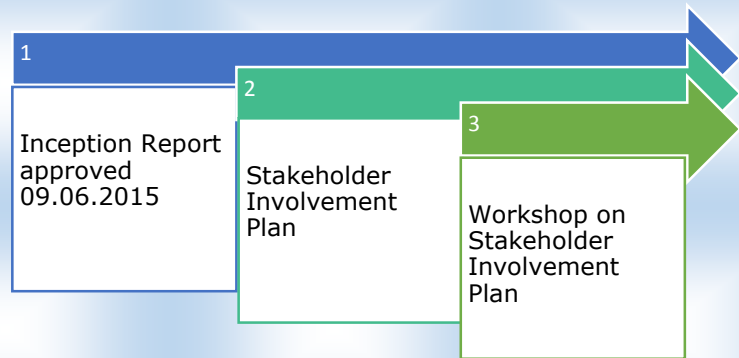 1
Inception Report
approved
09.06.2015
2
Stakeholder
Involvement
Plan
3
Workshop on
Stakeholder
Involvement
Plan